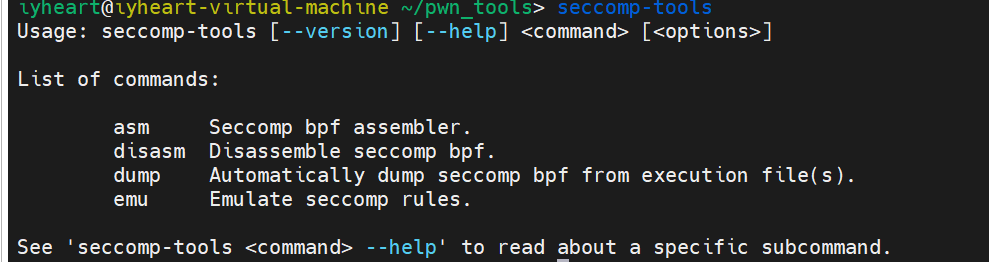 iyheart@iyheart-virtual-machine ~/pwn_tools> seccomp-tools
Usage: seccomp-tools [--version] [--help] <command> [<options>]
List of commands:
asm     Seccomp bpf assembler.
disasm  Disassemble seccomp bpf.
dump    Automatically dump seccomp bpf from execution file(s).
emu     Emulate seccomp rules.
See 'seccomp-tools <command> --help' to read about a specific subcommand.